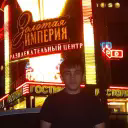 Золотая
ИМПЕРИЯ
РАЗВЛЕКАТЕЛЬНЫЙ ЦЕНТР